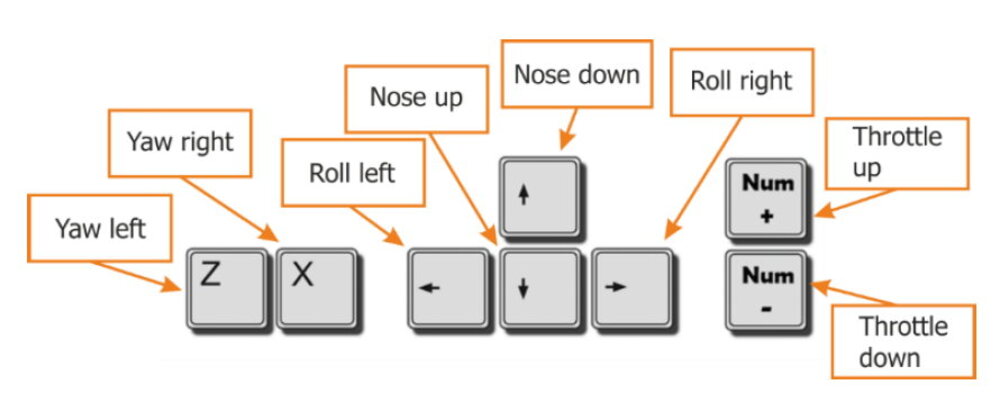 Nose down
Roll right
Nose up
Yaw right
Throttle
up
Roll left
Num
+
Yaw left
Z
X
Num
-
Throttle
down